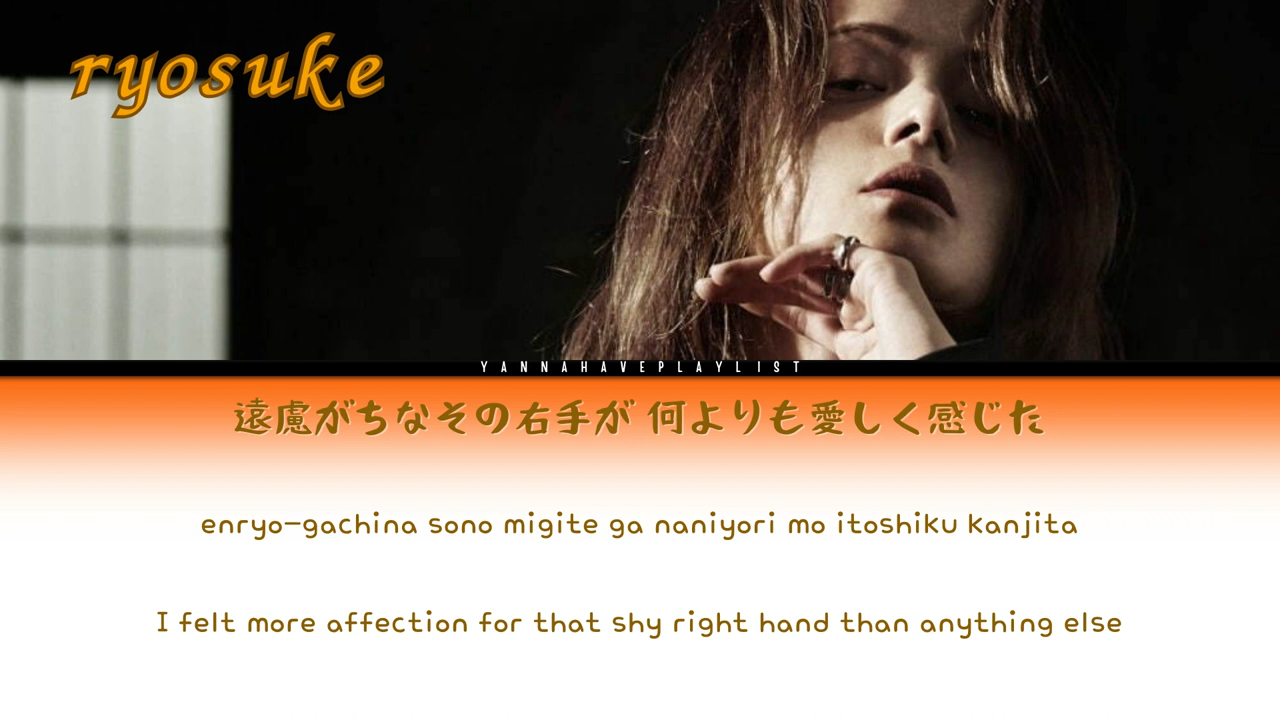 ryosuke
YANNAHAVEPLAYLIST
遠慮がちなその右手が 何よりも愛しく感じた
enryo-gachina sono migite ga naniyori mo itoshiku kanjita
I felt more affection for that shy right hand than anything else